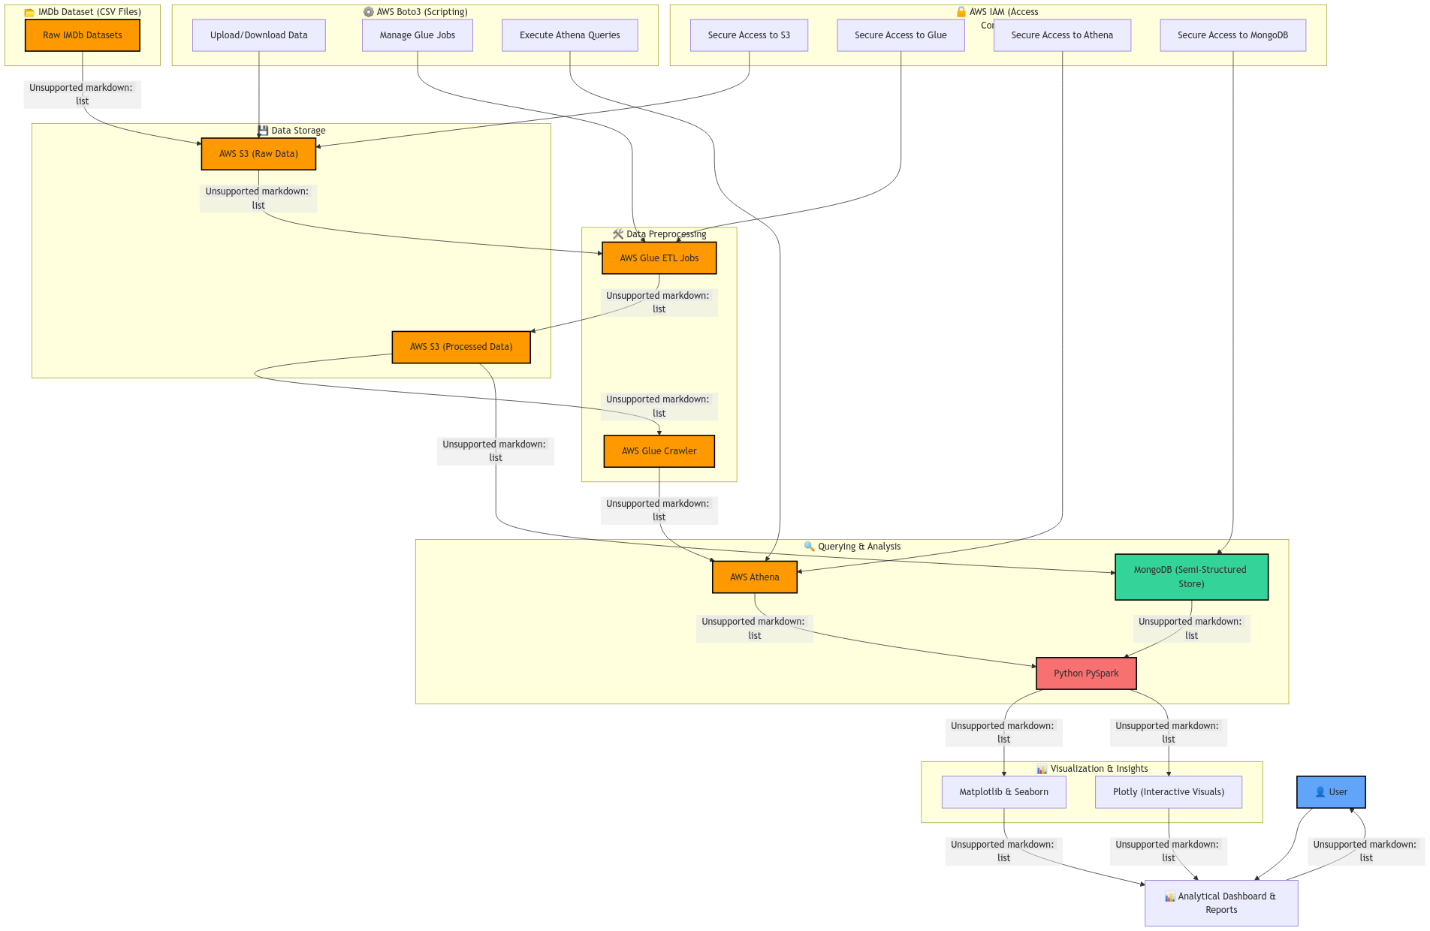 🗂️ IMDb Dataset (CSV Files)
Raw IMDb Datasets
⚙️ AWS Boto3 (Scripting)
Upload/Download Data
Manage Glue Jobs
Execute Athena Queries
🔒 AWS IAM (Access
Secure Access to S3
Secure Access to Glue
Secure Access to Athena
Secure Access to MongoDB
Unsupported markdown:
list
💾 Data Storage
AWS S3 (Raw Data)
Unsupported markdown:
list
🛠️ Data Preprocessing
AWS Glue ETL Jobs
Unsupported markdown:
list
AWS S3 (Processed Data)
Unsupported markdown:
list
Unsupported markdown:
list
AWS Glue Crawler
Unsupported markdown:
list
🔍 Querying & Analysis
AWS Athena
MongoDB (Semi-Structured
Store)
Unsupported markdown:
list
Unsupported markdown:
list
Python PySpark
Unsupported markdown:
list
Unsupported markdown:
list
📊 Visualization & Insights
Matplotlib & Seaborn
Plotly (Interactive Visuals)
👤 User
Unsupported markdown:
list
Unsupported markdown:
list
Unsupported markdown:
list
📊 Analytical Dashboard &
Reports